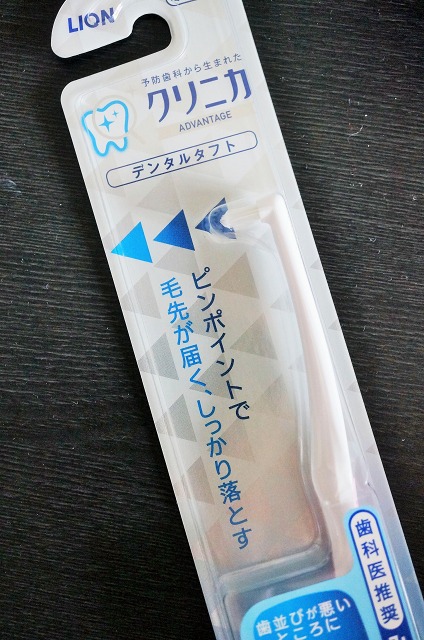 LION
予防歯科から生まれた
クリニカ
ADVANTAGE
デンタルタフト
ピンポイントで
毛先が届く、しっかり落とす
歯科医推奨
歯並びが悪い
ところに